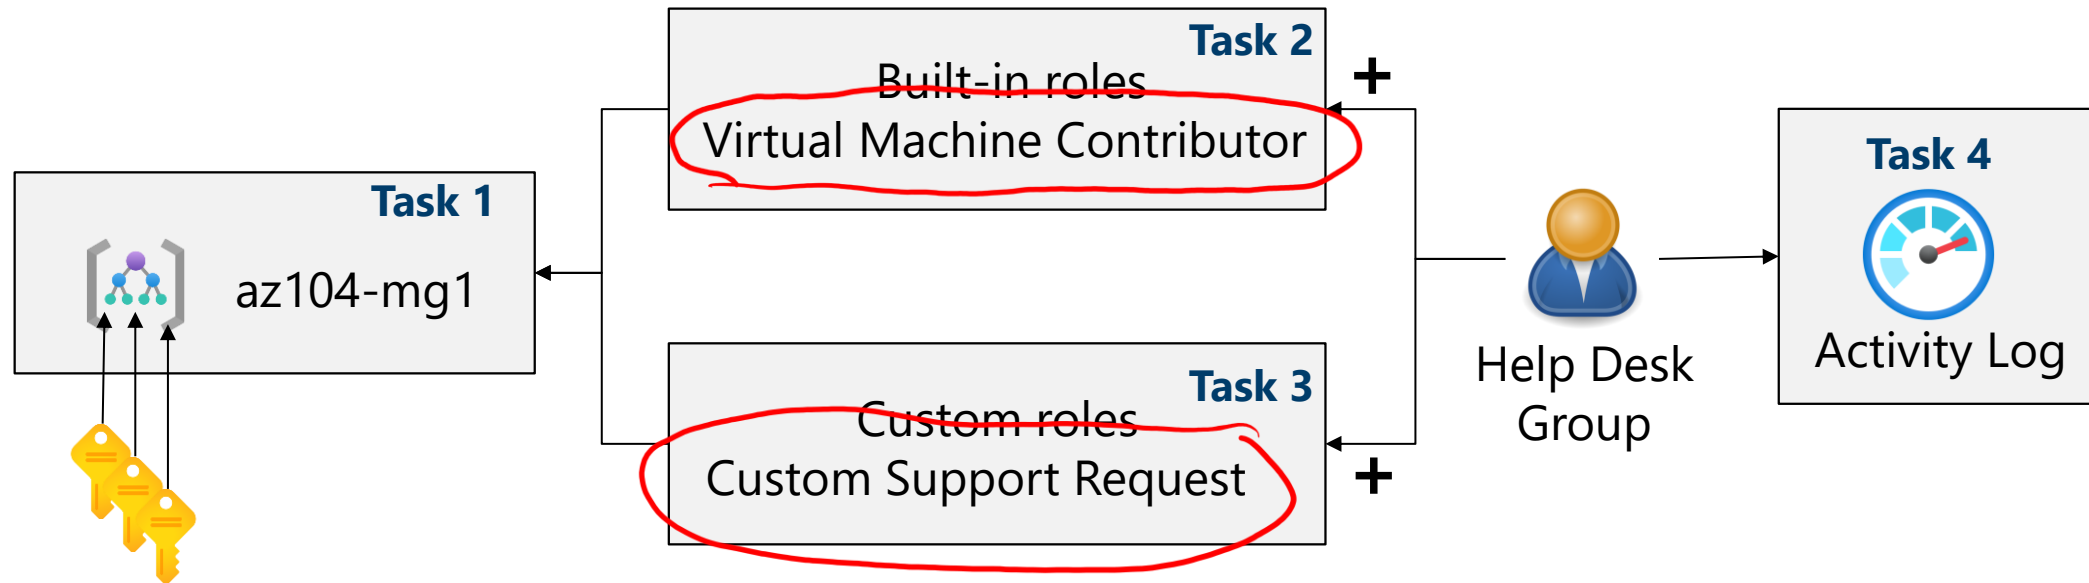 Task 1
az104-mg1
Task 2
Built-in roles
Virtual Machine Contributor
+
Task 3
Custom roles
Custom Support Request
+
Help Desk
Group
Task 4
Activity Log